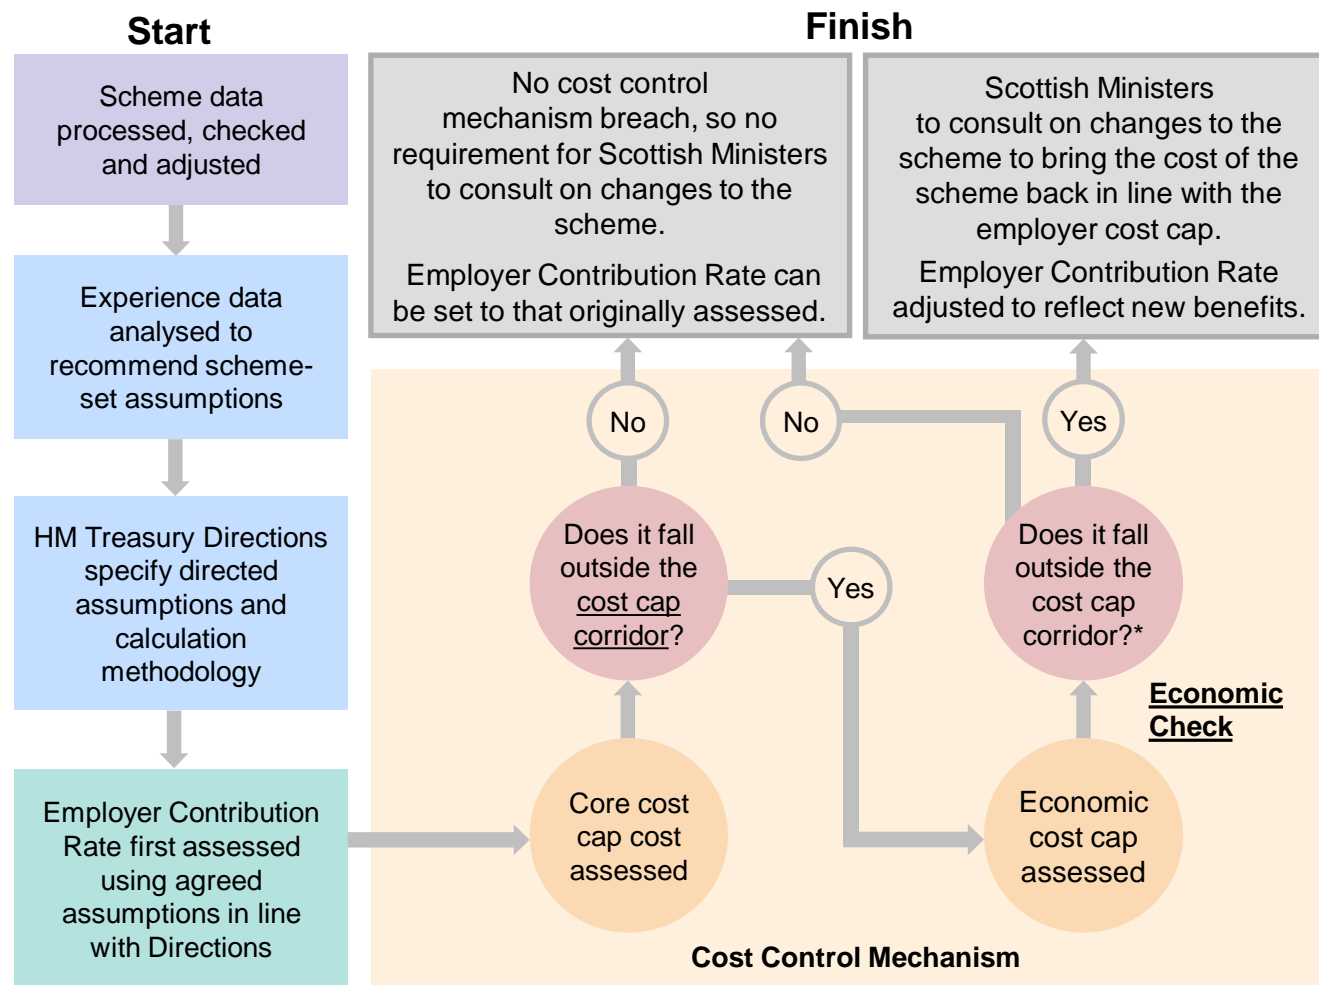 Start
Scheme data
processed, checked
and adjusted
Experience data
analysed to
recommend scheme-
set assumptions
HM Treasury Directions
specify directed
assumptions and
calculation
methodology
Employer Contribution
Rate first assessed
using agreed
assumptions in line
with Directions
Finish
No cost control
mechanism breach, so no
requirement for Scottish Ministers
to consult on changes to the
scheme.
Employer Contribution Rate can
be set to that originally assessed.
Scottish Ministers
to consult on changes to the
scheme to bring the cost of the
scheme back in line with the
employer cost cap.
Employer Contribution Rate
adjusted to reflect new benefits.
No
No
Yes
Does it fall
outside the
cost cap
corridor?
Yes
Does it fall
outside the
cost cap
corridor?*
Economic
Check
Core cost
cap cost
assessed
Economic
cost cap
assessed
Cost Control Mechanism